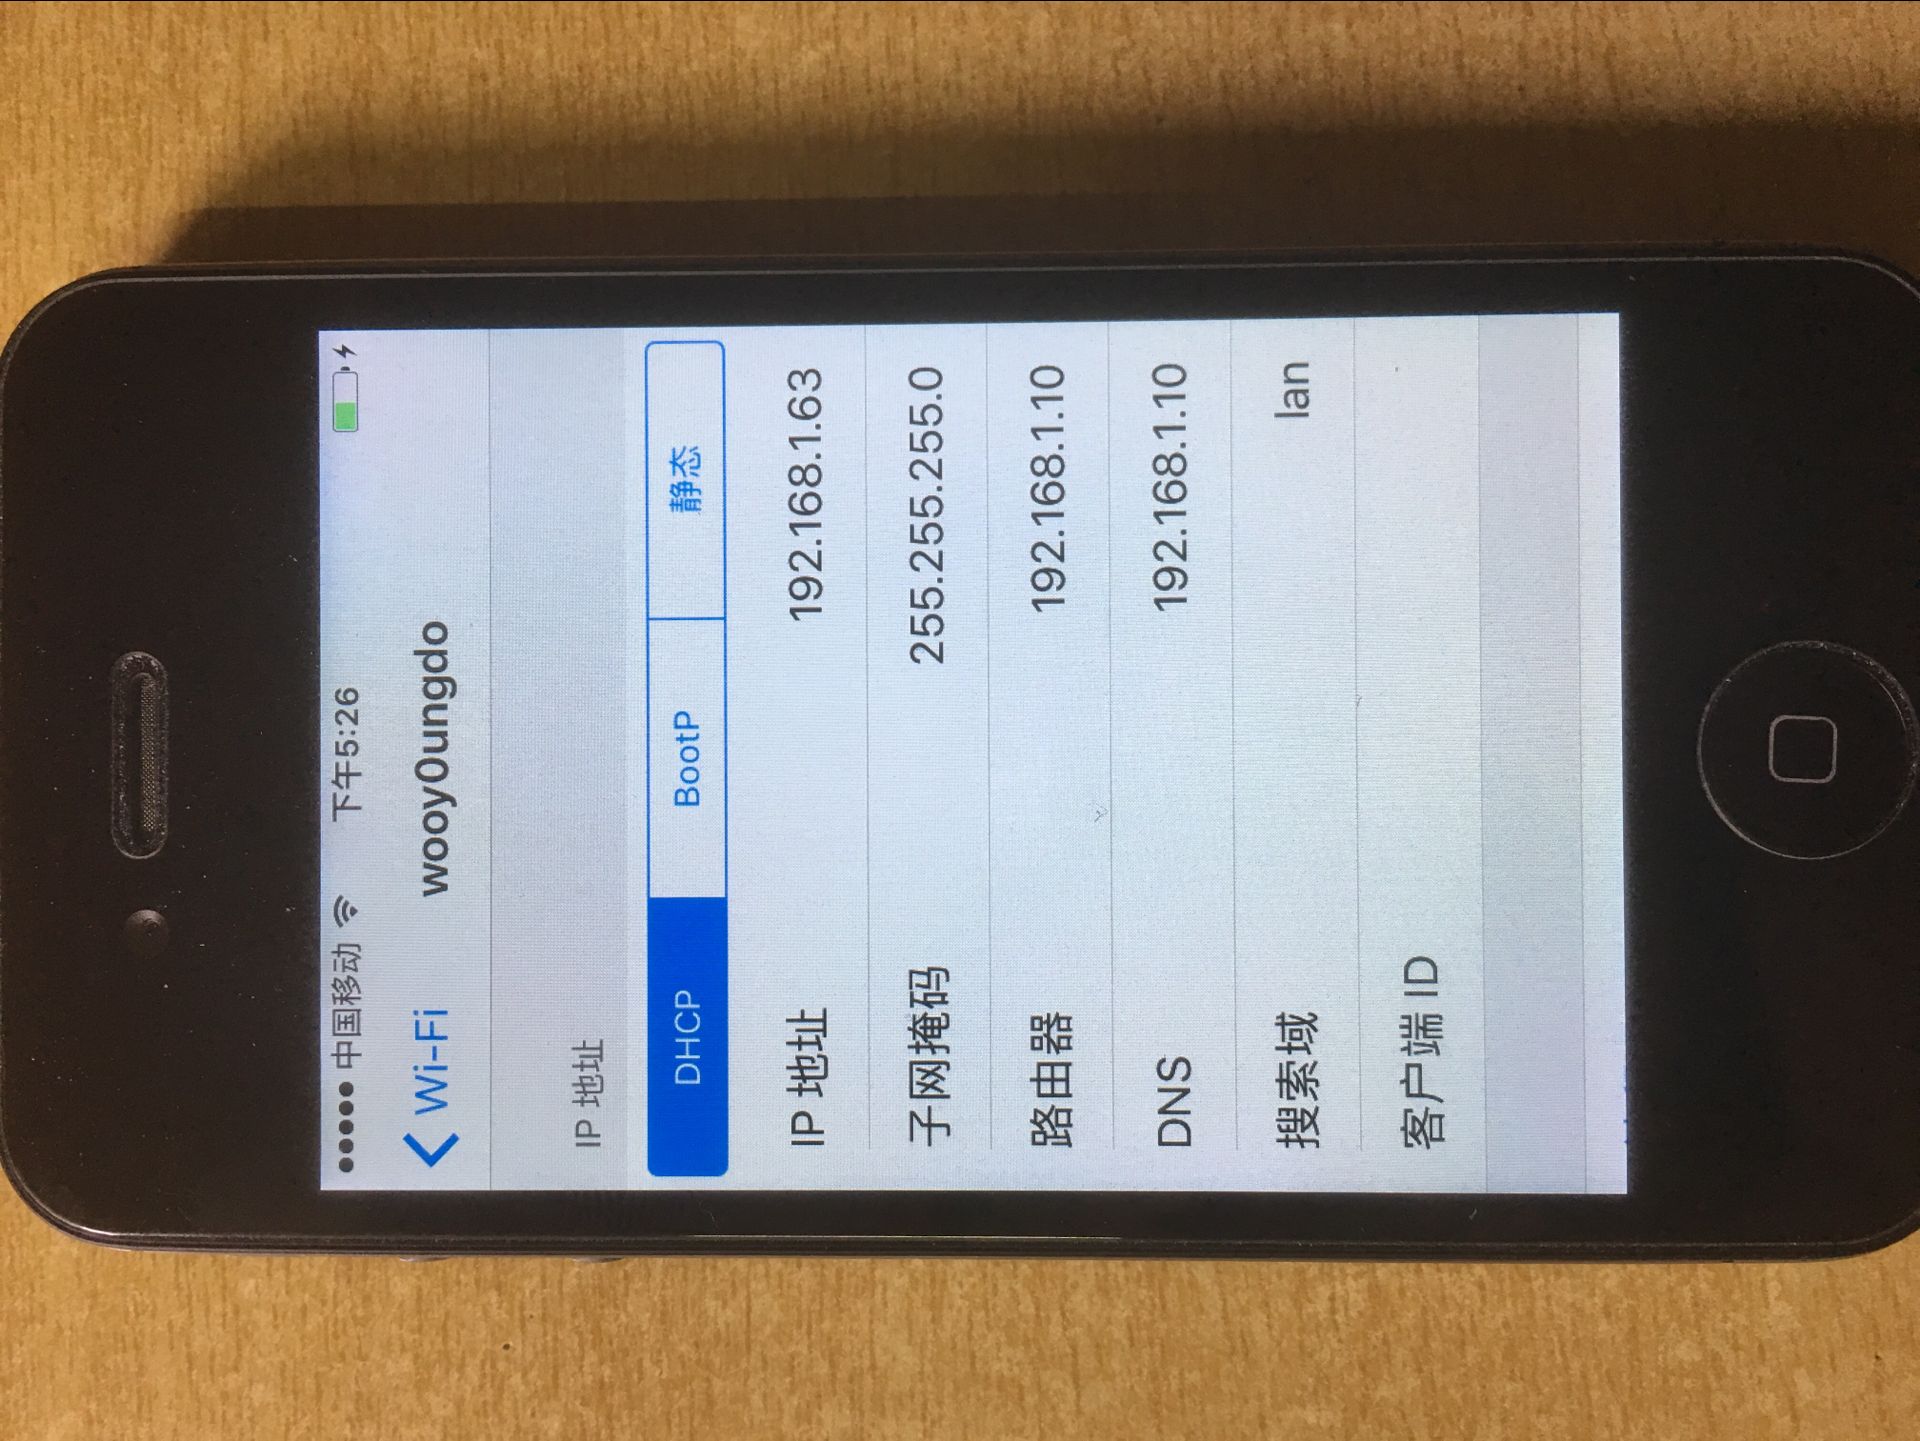 中国移动 下午5:26
Wi-Fi wooy0ungdo
IP 地址
DHCP BootP 静态
IP 地址 192.168.1.63
子网掩码 255.255.255.0
路由器 192.168.1.10
DNS 192.168.1.10
搜索域 lan
客户端 ID